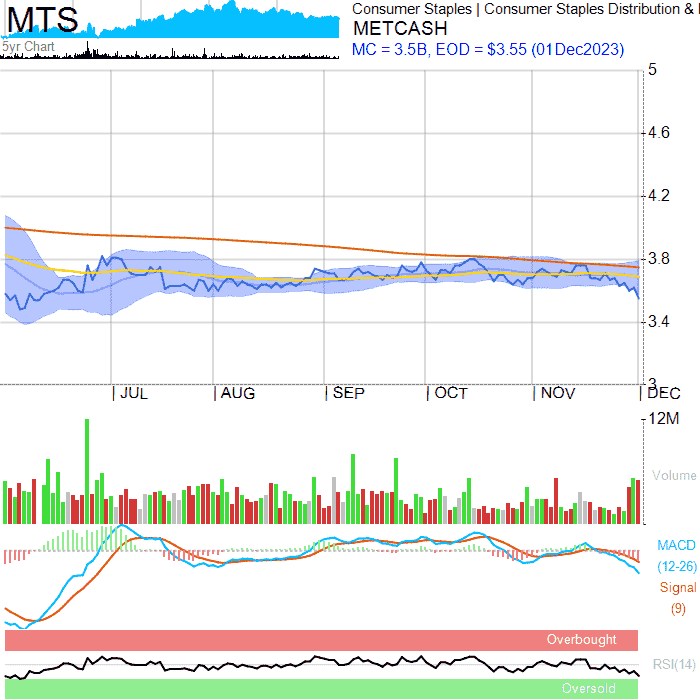 MTS
5yr Chart
Consumer Staples | Consumer Staples Distribution &
METCASH
MC = 3.5B, EOD = $3.55 (01Dec2023)
5
4.6
4.2
3.8
3.4
3
JUL
AUG
SEP
OCT
NOV
DEC
12M
Volume
MACD
(12-26)
Signal
(9)
Overbought
RSI(14)
Oversold